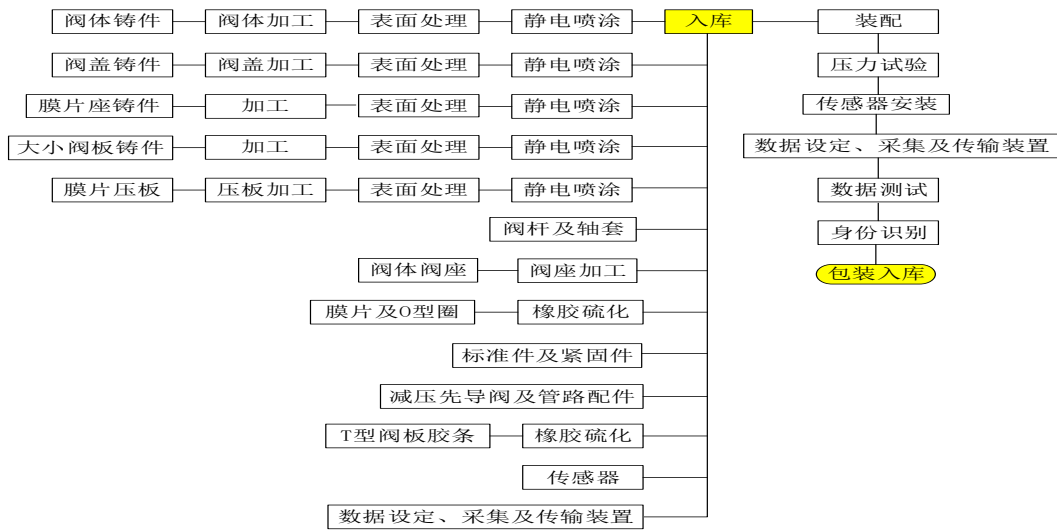 阀体铸件 阀体加工 表面处理 静电喷涂 入库 装配
阀盖铸件 阀盖加工 表面处理 静电喷涂 压力试验
膜片座铸件 加工 表面处理 静电喷涂 传感器安装
大小阀板铸件 加工 表面处理 静电喷涂 数据设定、采集及传输装置
膜片压板 压板加工 表面处理 静电喷涂 数据测试
阀杆及轴套 身份识别
阀体阀座 阀座加工 包装入库
膜片及O型圈 橡胶硫化
标准件及紧固件
减压先导阀及管路配件
T型阀板胶条 橡胶硫化
传感器
数据设定、采集及传输装置